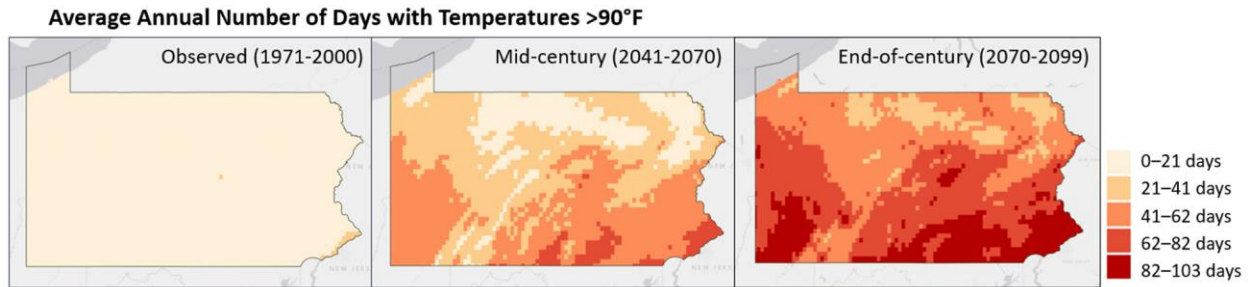 Average Annual Number of Days with Temperatures >90°F
Observed (1971-2000)
Mid-century (2041-2070)
End-of-century (2070-2099)
0–21 days
21–41 days
41–62 days
62–82 days
82–103 days